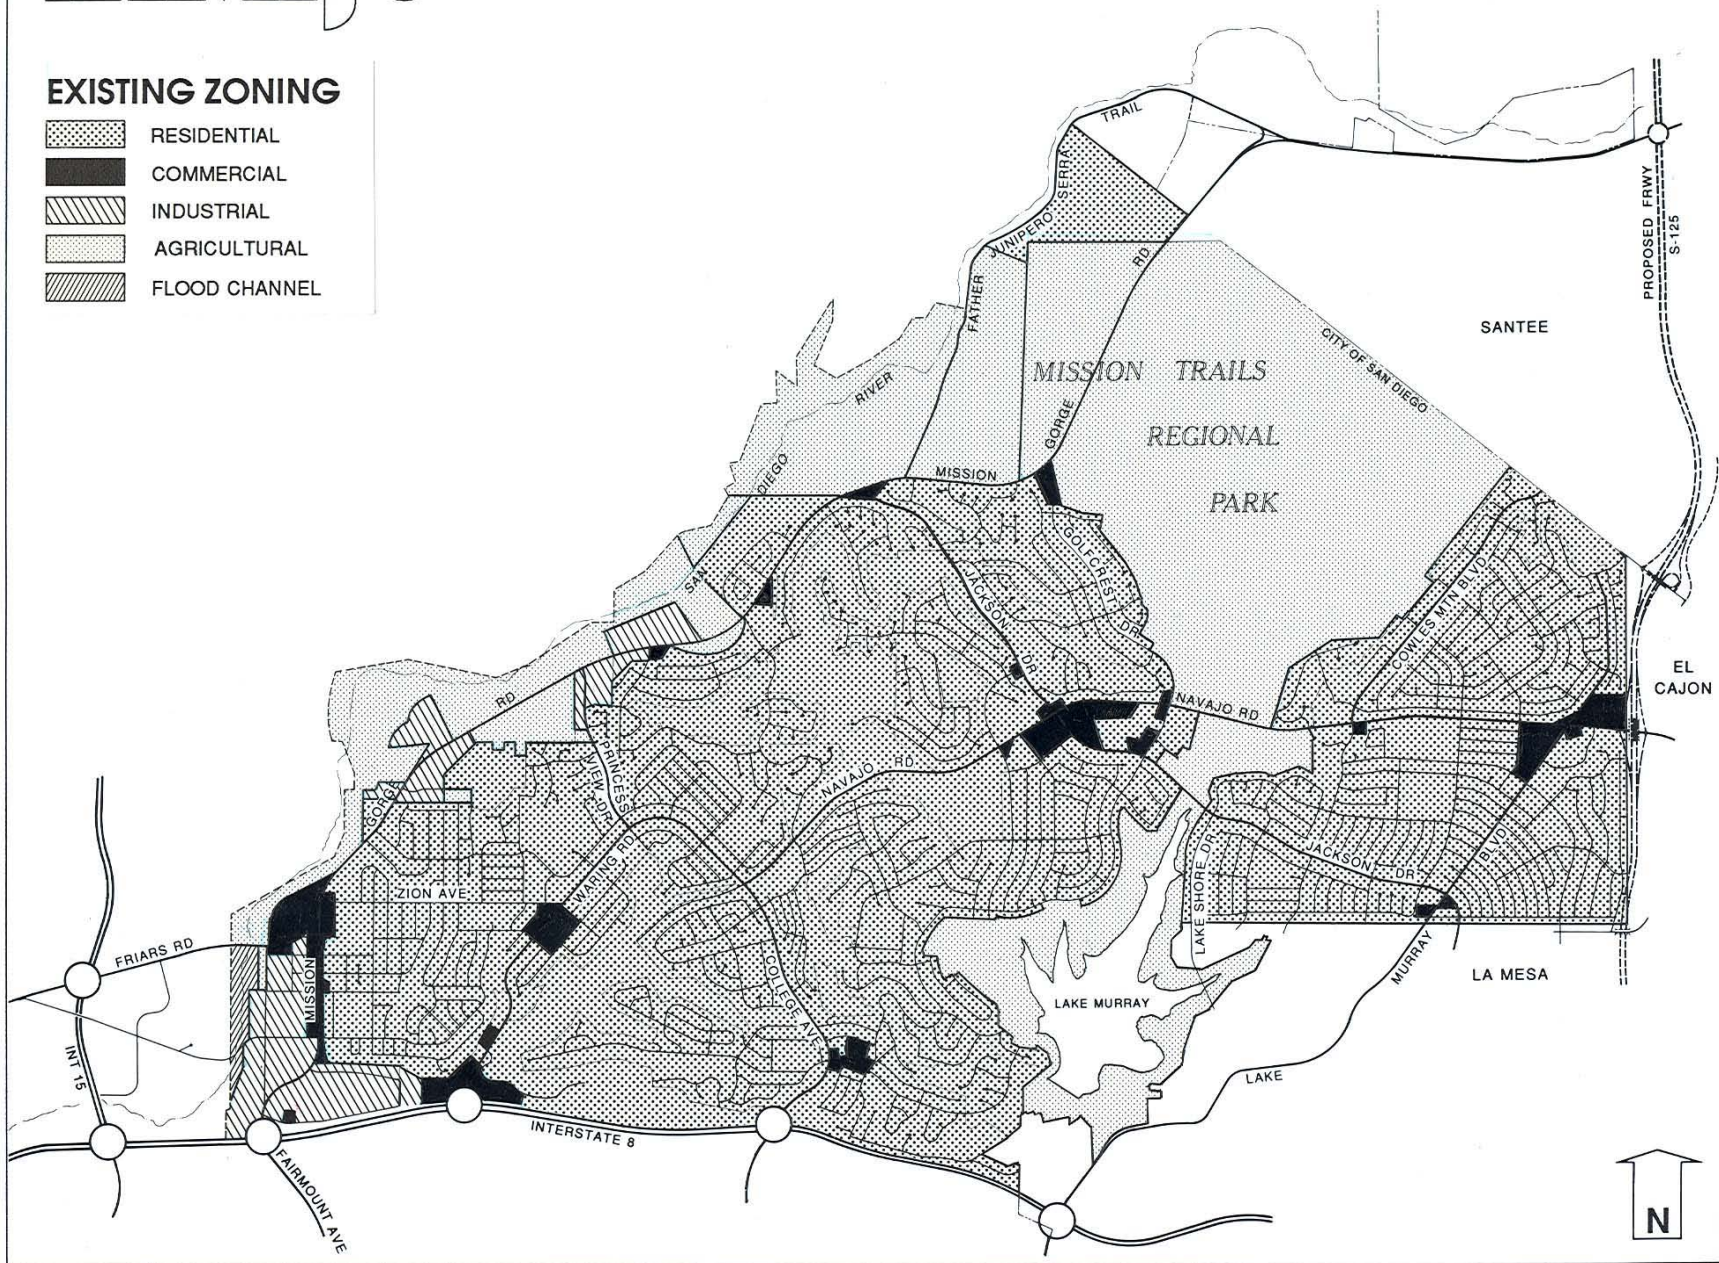 EXISTING ZONING
RESIDENTIAL
COMMERCIAL
INDUSTRIAL
AGRICULTURAL
FLOOD CHANNEL
TRAIL
SERRA
JUNIPERO
FATHER
RD
GORGE
MISSION
PROPOSED FRWY
S-125
SANTEE
CITY OF SAN DIEGO
MISSION TRAILS
REGIONAL
PARK
RIVER
DIEGO
SAN
GOLFCREST
DR
JACKSON
DR
COWLES MTN BLVD
EL
CAJON
NAVAJO RD
RD
GORGE
PRINCESS
VIEW DR
NAVAJO RD
WARING RD
ZION AVE
JACKSON DR
BLVD
LAKE SHORE DR
FRIARS RD
MISSION
COLLEGE AVE
LAKE MURRAY
MURRAY
LA MESA
INT 15
LAKE
INTERSTATE 8
FAIRMOUNT AVE
N